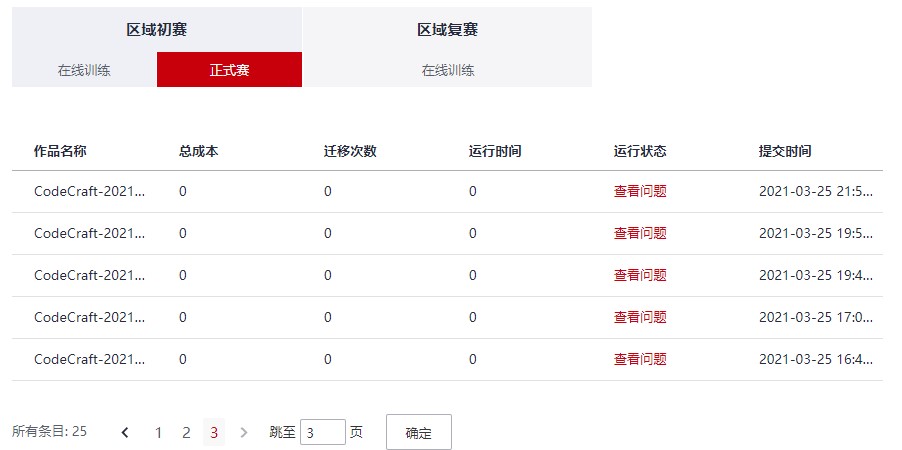 区域初赛 区域复赛
在线训练 正式赛 在线训练
作品名称 总成本 迁移次数 运行时间 运行状态 提交时间
CodeCraft-2021... 0 0 0 查看问题 2021-03-25 21:5...
CodeCraft-2021... 0 0 0 查看问题 2021-03-25 19:5...
CodeCraft-2021... 0 0 0 查看问题 2021-03-25 19:4...
CodeCraft-2021... 0 0 0 查看问题 2021-03-25 17:0...
CodeCraft-2021... 0 0 0 查看问题 2021-03-25 16:4...
所有条目: 25 1 2 3 跳至 3 页 确定